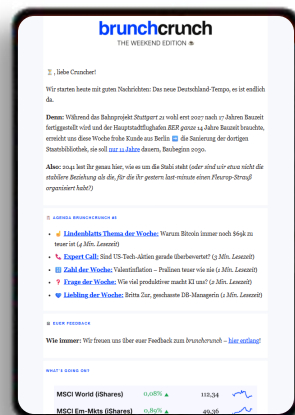 brunchcrunch
THE WEEKEND EDITION
, liebe Cruncher!
Wir starten heute mit guten Nachrichten: Das neue Deutschland-Tempo, es ist endlich
da.
Denn: Während das Bahnprojekt Stuttgart 21 wohl erst 2027 nach 17 Jahren Bauzeit
fertiggestellt wird und der Hauptstadtflughafen BER ganze 14 Jahre Bauzeit brauchte,
erreicht uns diese Woche frohe Kunde aus Berlin ➡️ die Sanierung der dortigen
Staatsbibliothek, sie soll nur 11 Jahre dauern, Baubeginn 2030.
Also: 2041 lest ihr genau hier, wie es um die Stabi steht (oder sind wir etwa nicht die
stabilere Beziehung als die, für die ihr gestern last-minute einen Fleurop-Strauß
organisiert habt?)
AGENDA BRUNCHCRUNCH #6
Lindenblatts Thema der Woche: Warum Bitcoin immer noch $69k zu
teuer ist (4 Min. Lesezeit)
Expert Call: Sind US-Tech-Aktien gerade überbewertet? (3 Min. Lesezeit)
Zahl der Woche: Valentinflation – Pralinen teuer wie nie (1 Min. Lesezeit)
Frage der Woche: Wie viel produktiver macht KI uns? (2 Min. Lesezeit)
Liebling der Woche: Britta Zur, geschasste DB-Managerin (1 Min. Lesezeit)
EUER FEEDBACK
Wie immer: Wir freuen uns über euer Feedback zum brunchcrunch – hier entlang!
WHAT'S GOING ON?
MSCI World (iShares) 0,08% ▲ 112,34
MSCI Em-Mkts (iShares) 0,89% ▲ 49,36